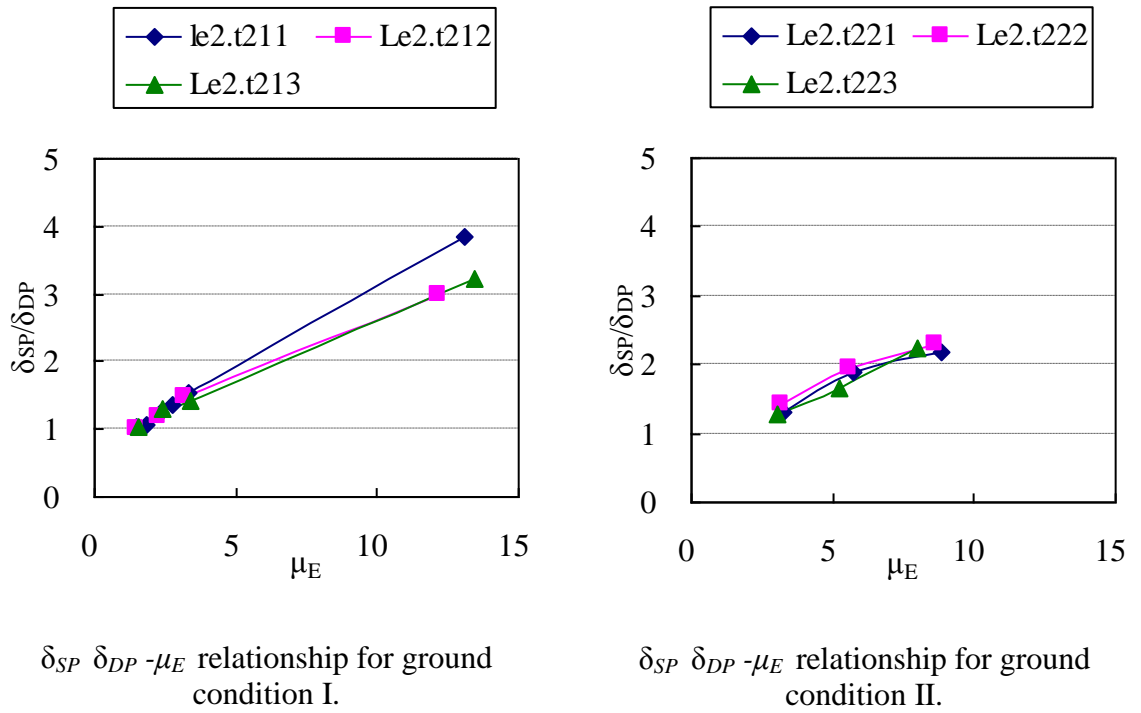 le2.t211 Le2.t212
Le2.t213
5
4
3
2
1
0
δSP/δDP
0 5 10 15
μE
δSP δDP -μE relationship for ground
condition I.
Le2.t221 Le2.t222
Le2.t223
5
4
3
2
1
0
δSP/δDP
0 5 10 15
μE
δSP δDP -μE relationship for ground
condition II.